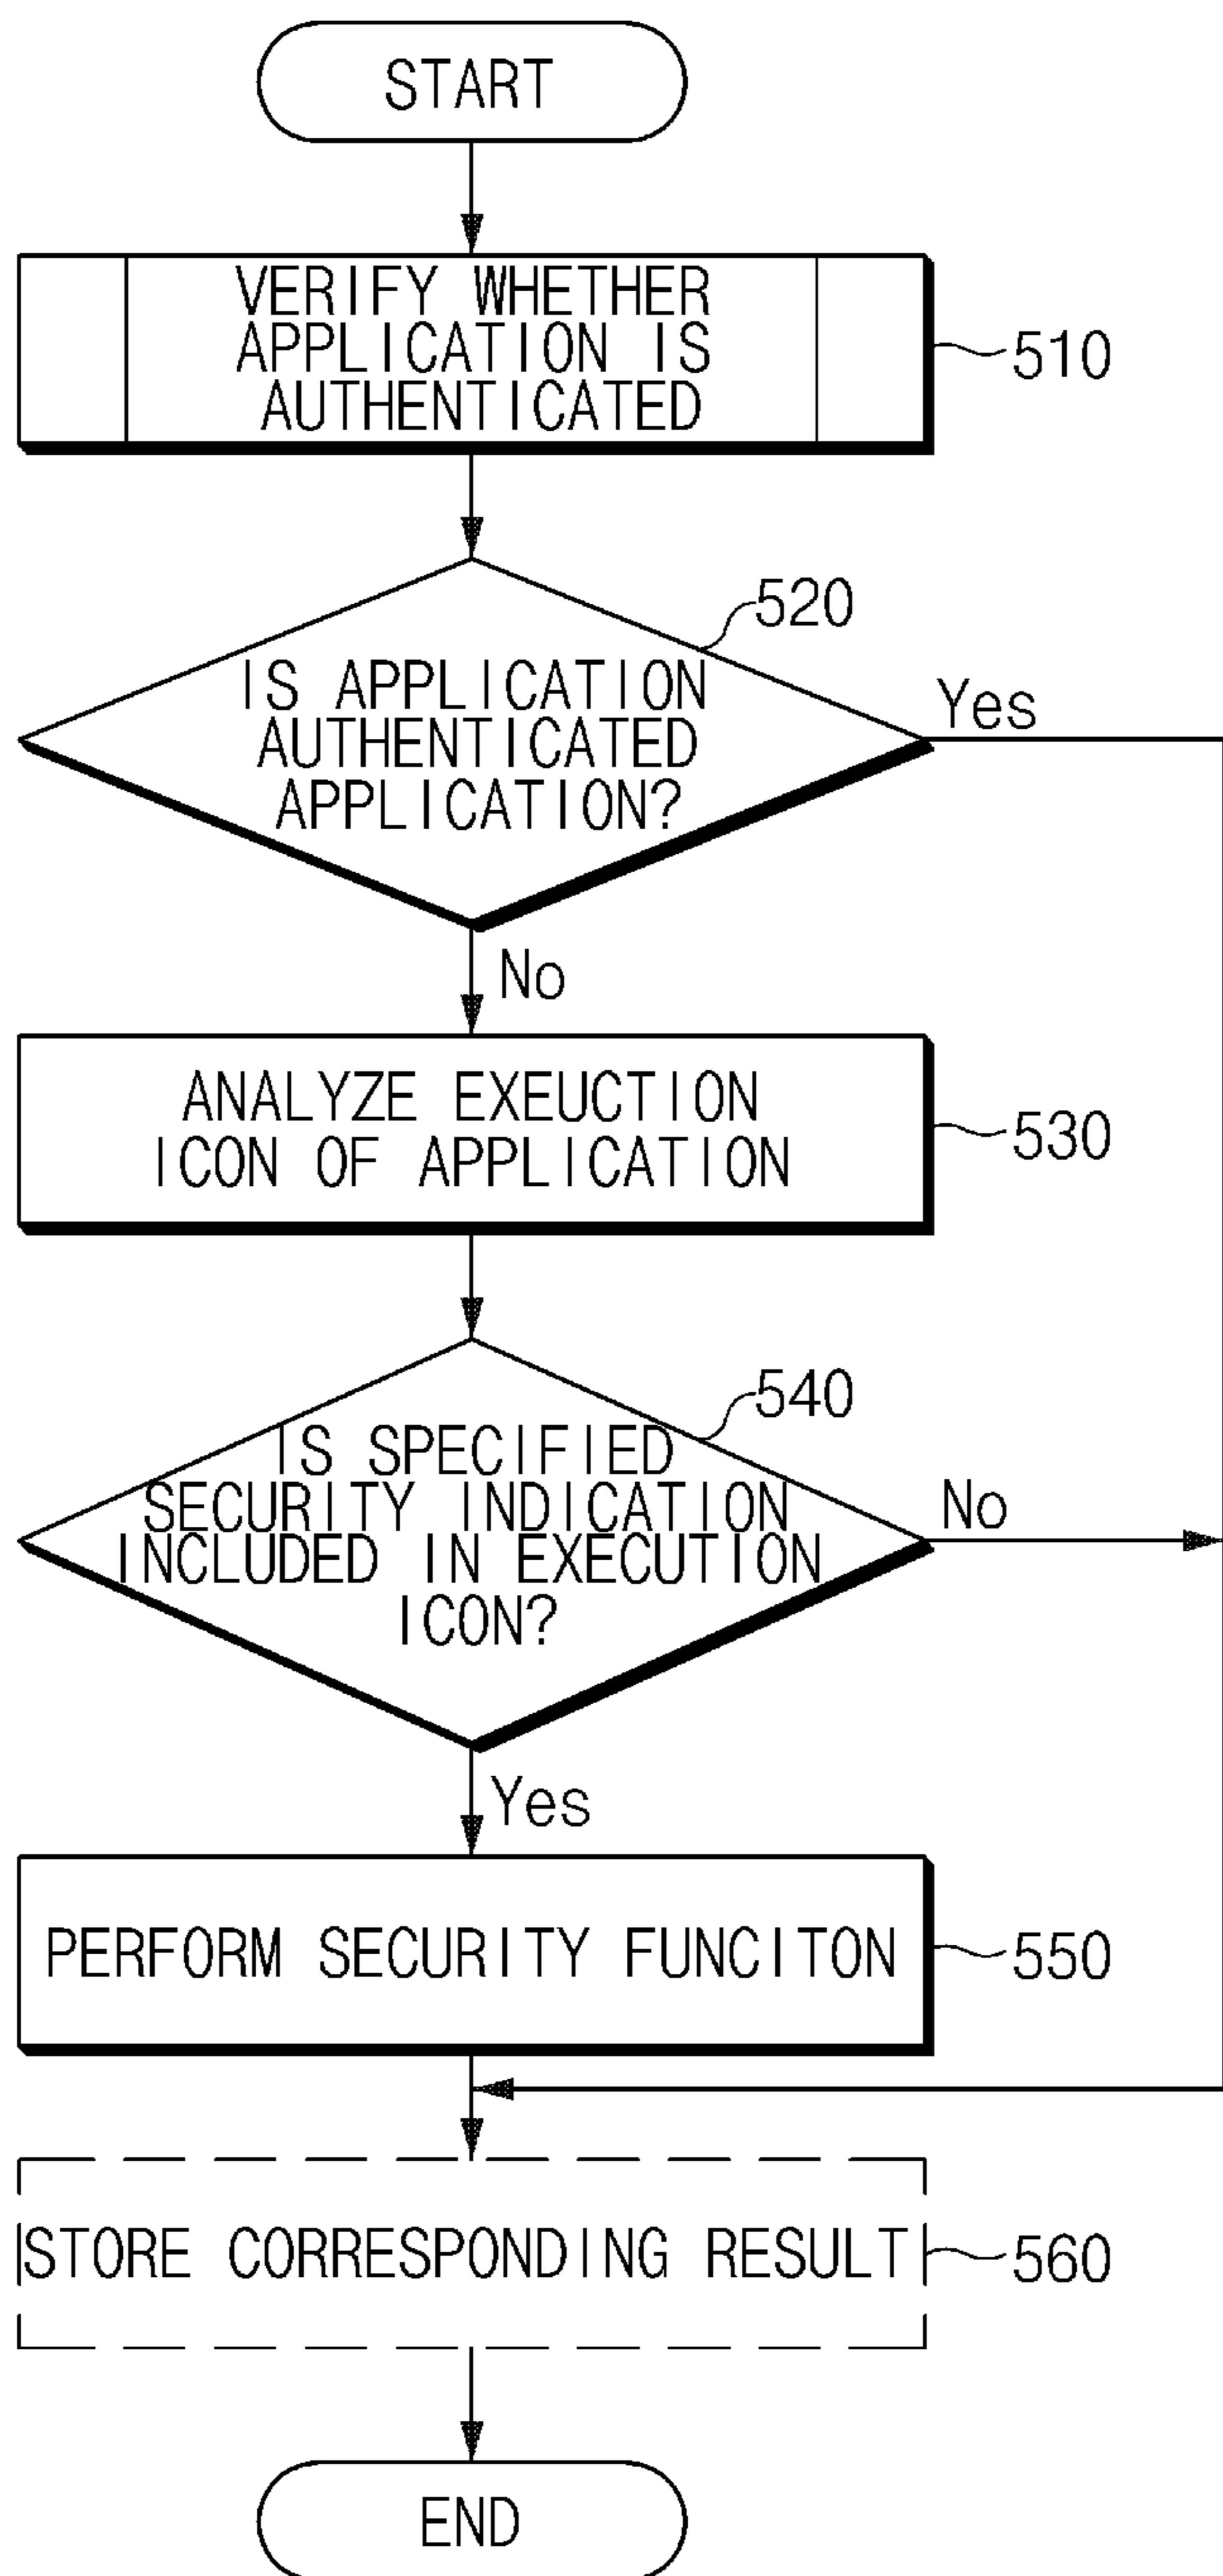 START
VERIFY WHETHER
APPLICATION IS
AUTHENTICATED
510
520
IS APPLICATION
AUTHENTICATED
APPLICATION?
Yes
No
ANALYZE EXEUCTION
ICON OF APPLICATION
530
540
IS SPECIFIED
SECURITY INDICATION
INCLUDED IN EXECUTION
ICON?
No
Yes
PERFORM SECURITY FUNCITON
550
STORE CORRESPONDING RESULT
560
END